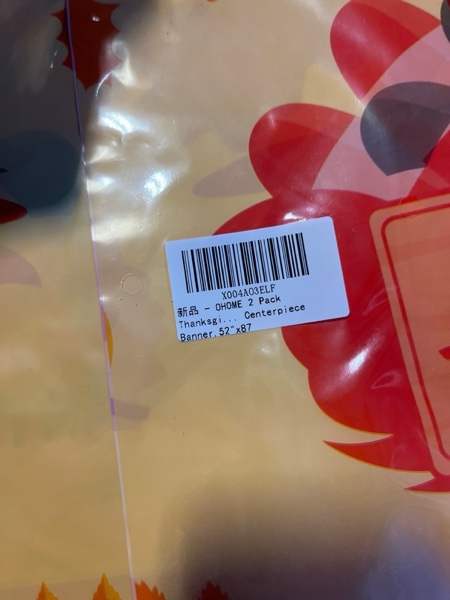 X004A03ELF
新品 - OHOME 2 Pack
Thanksgi... Centerpiece
Banner,52"x87